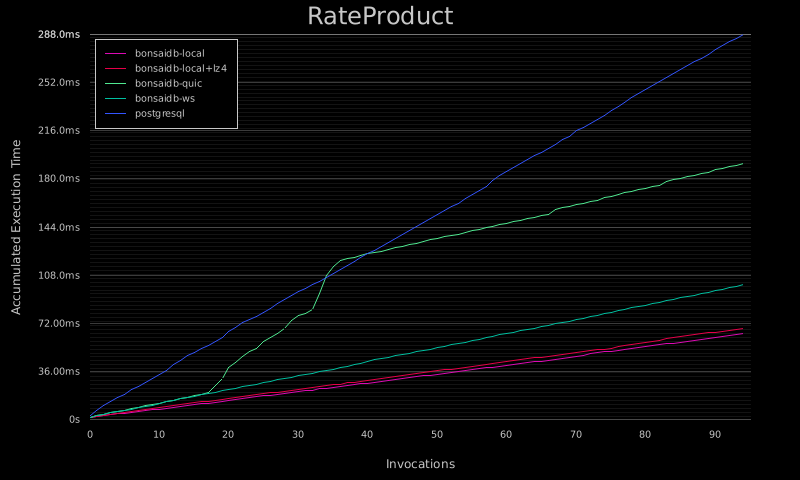 RateProduct
288.0ms
252.0ms
216.0ms
180.0ms
144.0ms
108.0ms
72.00ms
36.00ms
0s
Accumulated Execution Time
bonsaidb-local
bonsaidb-local+lz4
bonsaidb-quic
bonsaidb-ws
postgresql
0 10 20 30 40 50 60 70 80 90
Invocations